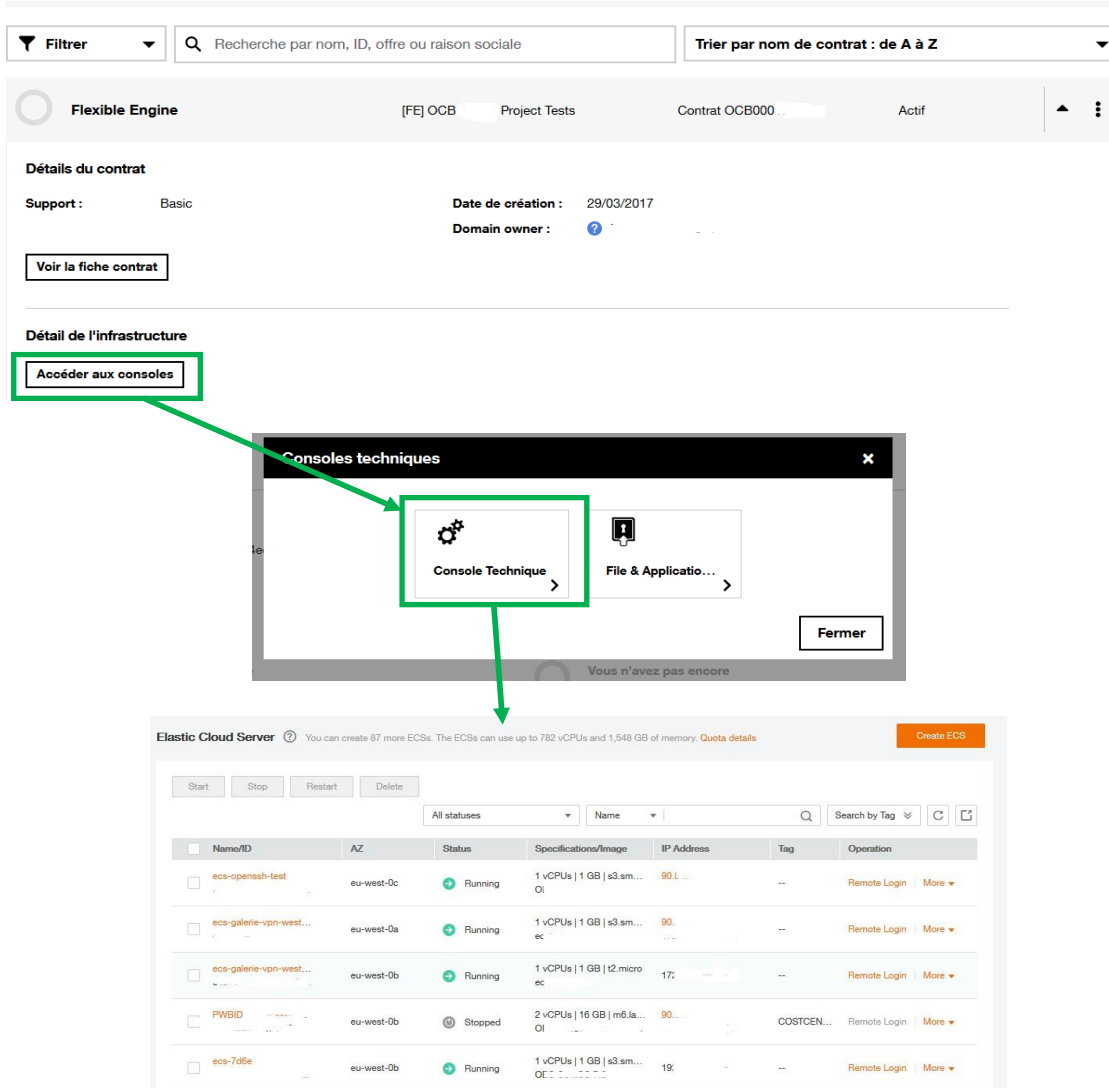 Filtrer
Recherche par nom, ID, offre ou raison sociale
Trier par nom de contrat : de A à Z
Flexible Engine [FE] OCB Project Tests Contrat OCB000 Actif
Détails du contrat
Support : Basic Date de création : 29/03/2017
Domain owner :
Voir la fiche contrat
Détail de l'infrastructure
Accéder aux consoles
Consoles techniques
Console Technique File & Applicatio...
Fermer
Vous n'avez pas encore
Elastic Cloud Server You can create 87 more ECSs. The ECSs can use up to 782 vCPUs and 1,548 GB of memory. Quota details Create ECS
Start Stop Restart Delete
All statuses Name Search by Tag
Name/ID AZ Status Specifications/Image IP Address Tag Operation
ecs-openssh-test eu-west-0c Running 1 vCPUs | 1 GB | s3.sm... 90. -- Remote Login More
ecs-galerie-vpn-west... eu-west-0a Running 1 vCPUs | 1 GB | s3.sm... 90. -- Remote Login More
ecs-galerie-vpn-west... eu-west-0b Running 1 vCPUs | 1 GB | t2.micro 17 -- Remote Login More
PWBID eu-west-0b Stopped 2 vCPUs | 16 GB | m6.la... 90. COSTCEN... Remote Login More
ecs-7d6e eu-west-0b Running 1 vCPUs | 1 GB | s3.sm... 19 -- Remote Login More